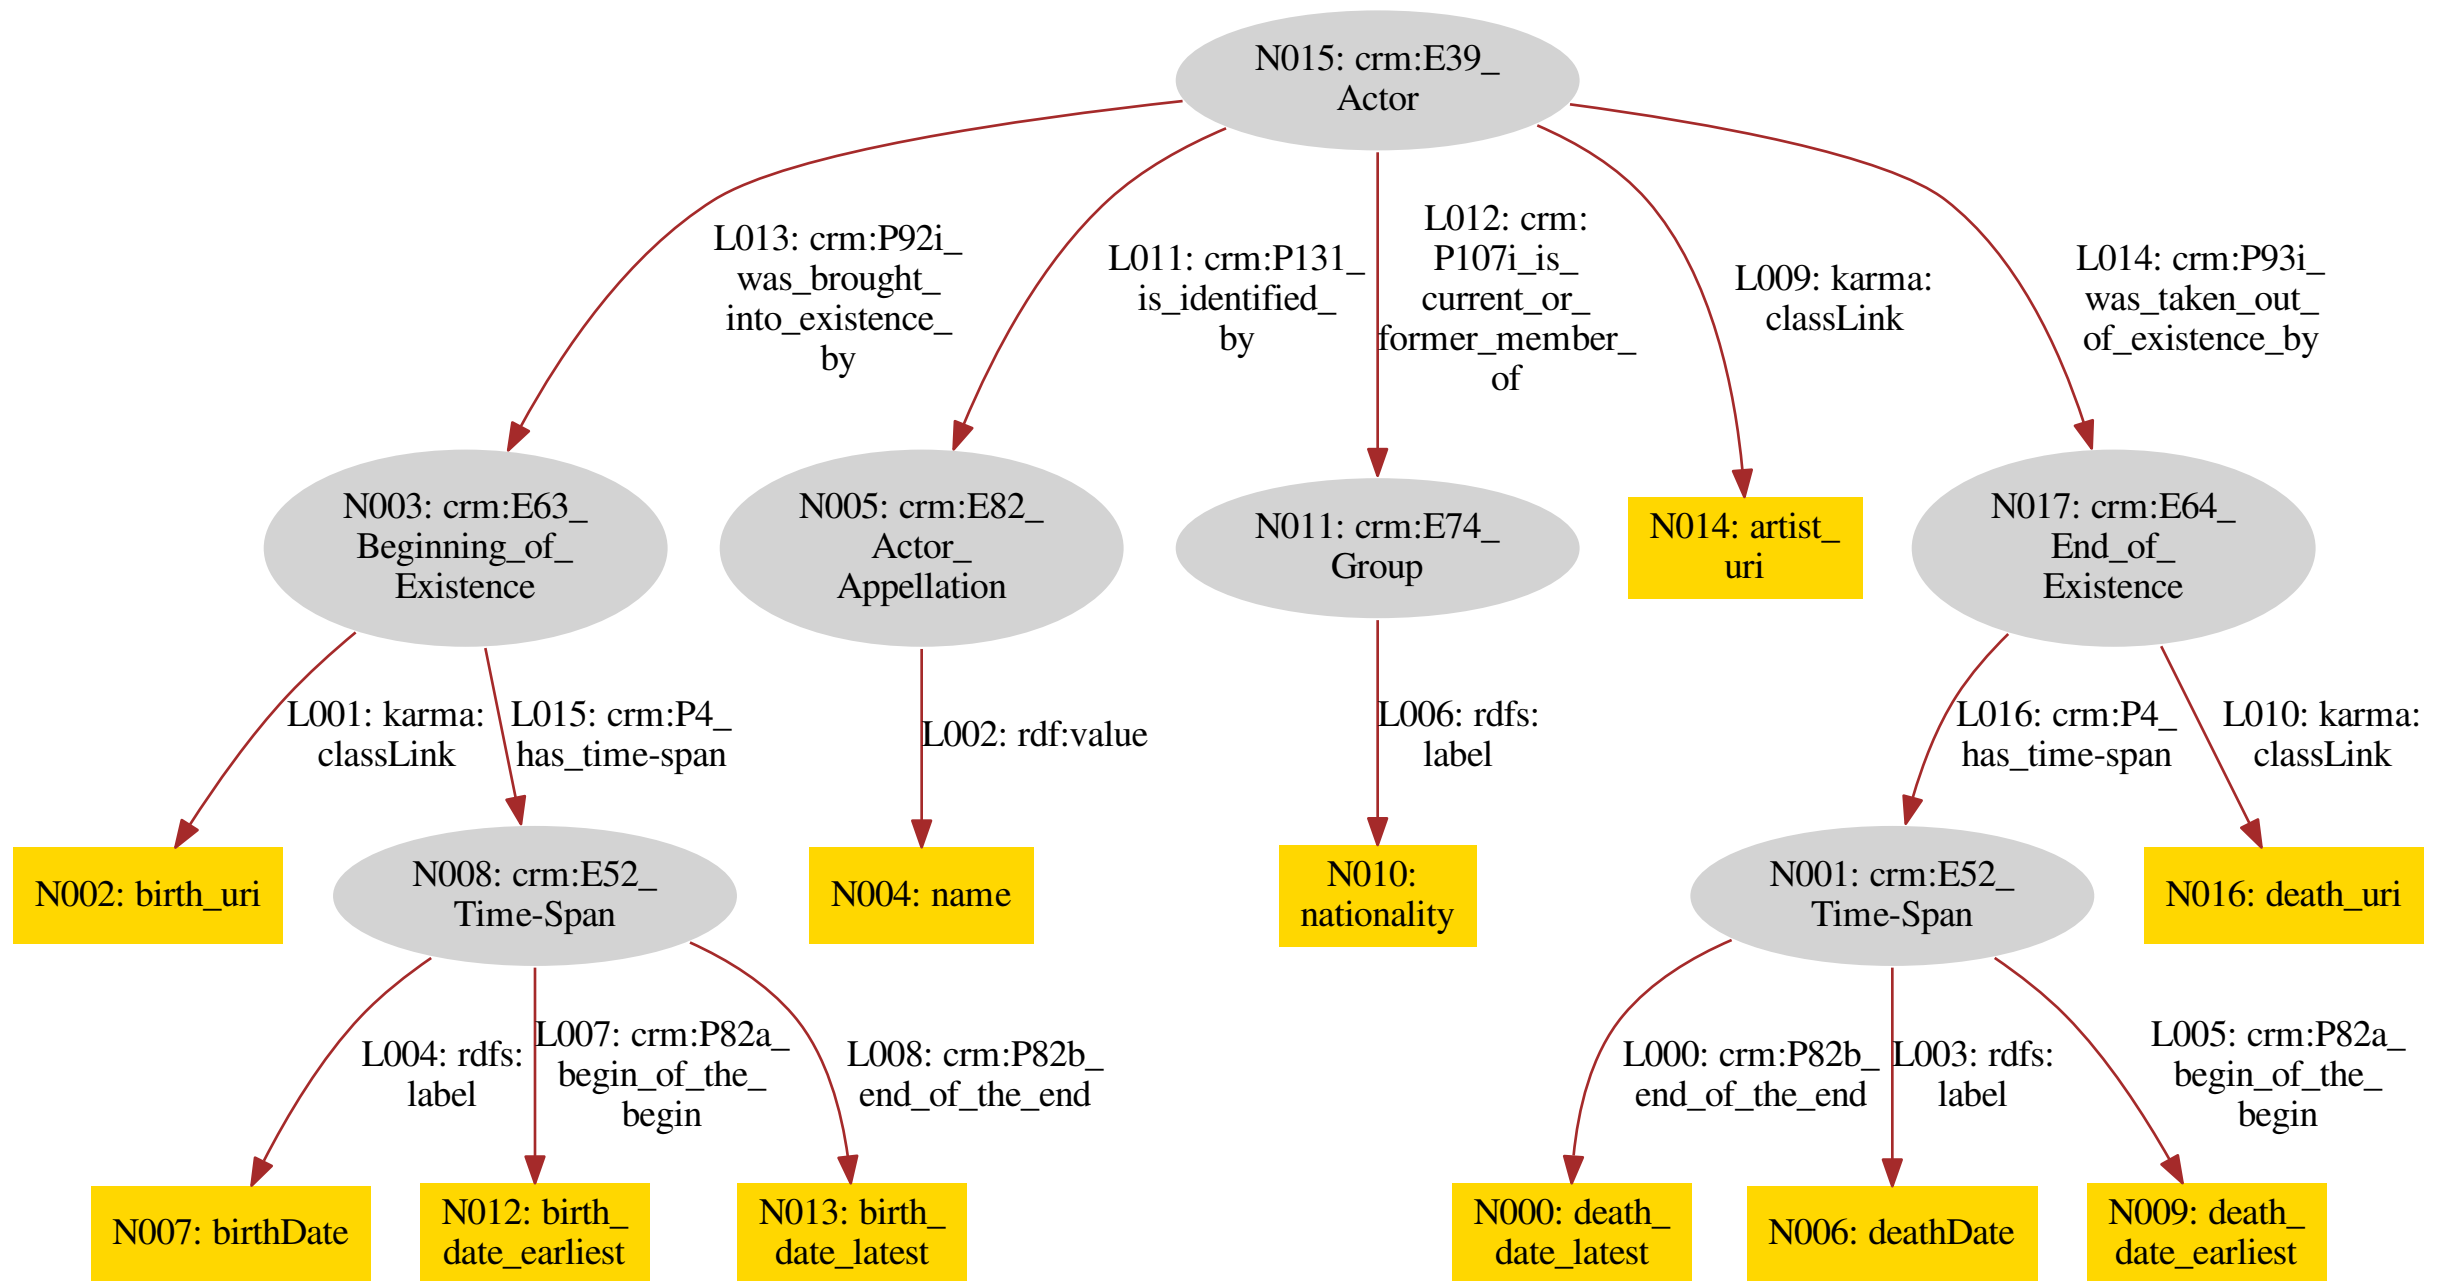 N015: crm:E39_
Actor
L013: crm:P92i_
was_brought_
into_existence_
by
L011: crm:P131_
is_identified_
by
L012: crm:
P107i_is_
current_or_
former_member_
of
L009: karma:
classLink
L014: crm:P93i_
was_taken_out_
of_existence_by
N003: crm:E63_
Beginning_of_
Existence
N005: crm:E82_
Actor_
Appellation
N011: crm:E74_
Group
N014: artist_
uri
N017: crm:E64_
End_of_
Existence
L001: karma:
classLink
L015: crm:P4_
has_time-span
L002: rdf:value
L006: rdfs:
label
L016: crm:P4_
has_time-span
L010: karma:
classLink
N002: birth_uri
N008: crm:E52_
Time-Span
N004: name
N010:
nationality
N001: crm:E52_
Time-Span
N016: death_uri
L004: rdfs:
label
L007: crm:P82a_
begin_of_the_
begin
L008: crm:P82b_
end_of_the_end
L000: crm:P82b_
end_of_the_end
L003: rdfs:
label
L005: crm:P82a_
begin_of_the_
begin
N007: birthDate
N012: birth_
date_earliest
N013: birth_
date_latest
N000: death_
date_latest
N006: deathDate
N009: death_
date_earliest